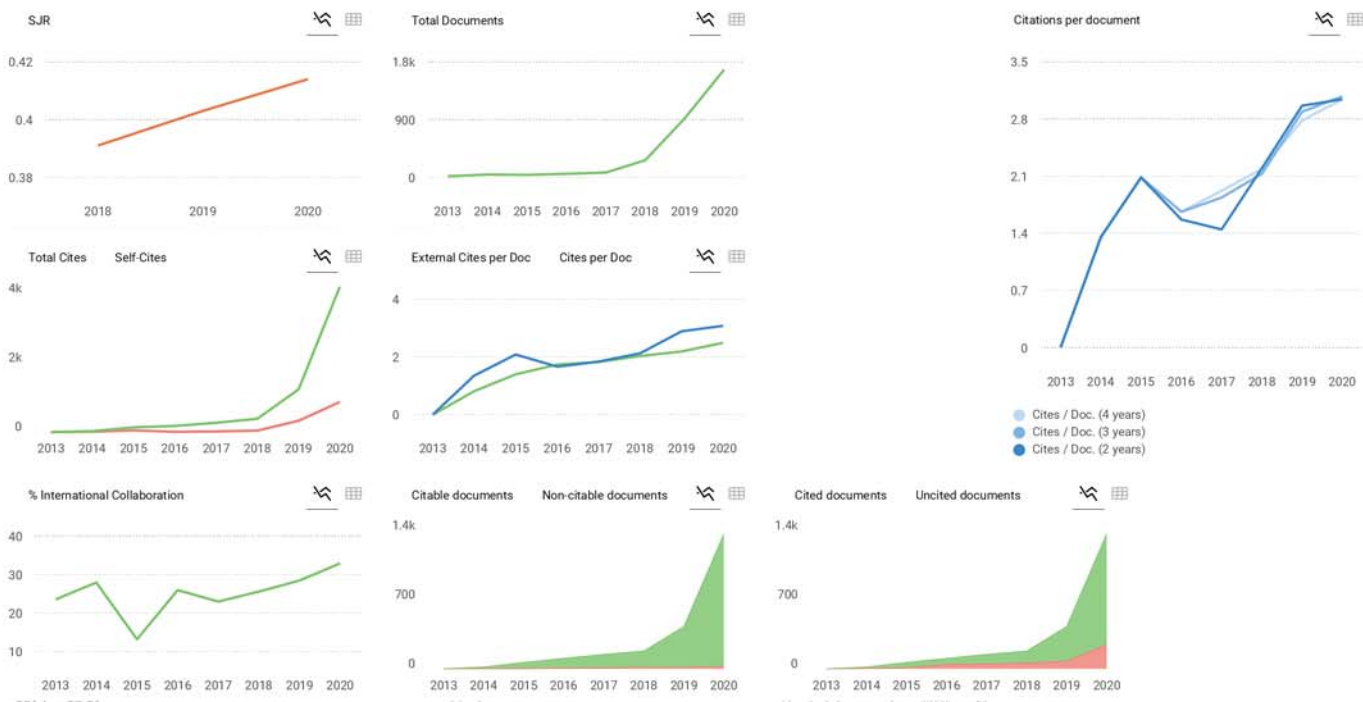 SJR
0.42
0.4
0.38
2018 2019 2020
Total Documents
1.8k
900
0
2013 2014 2015 2016 2017 2018 2019 2020
Citations per document
3.5
2.8
2.1
1.4
0.7
0
2013 2014 2015 2016 2017 2018 2019 2020
Cites / Doc. (4 years)
Cites / Doc. (3 years)
Cites / Doc. (2 years)
Total Cites Self-Cites
4k
2k
0
2013 2014 2015 2016 2017 2018 2019 2020
External Cites per Doc Cites per Doc
4
2
0
2013 2014 2015 2016 2017 2018 2019 2020
% International Collaboration
40
30
20
10
2013 2014 2015 2016 2017 2018 2019 2020
Citable documents Non-citable documents
1.4k
700
0
2013 2014 2015 2016 2017 2018 2019 2020
Cited documents Uncited documents
1.4k
700
0
2013 2014 2015 2016 2017 2018 2019 2020